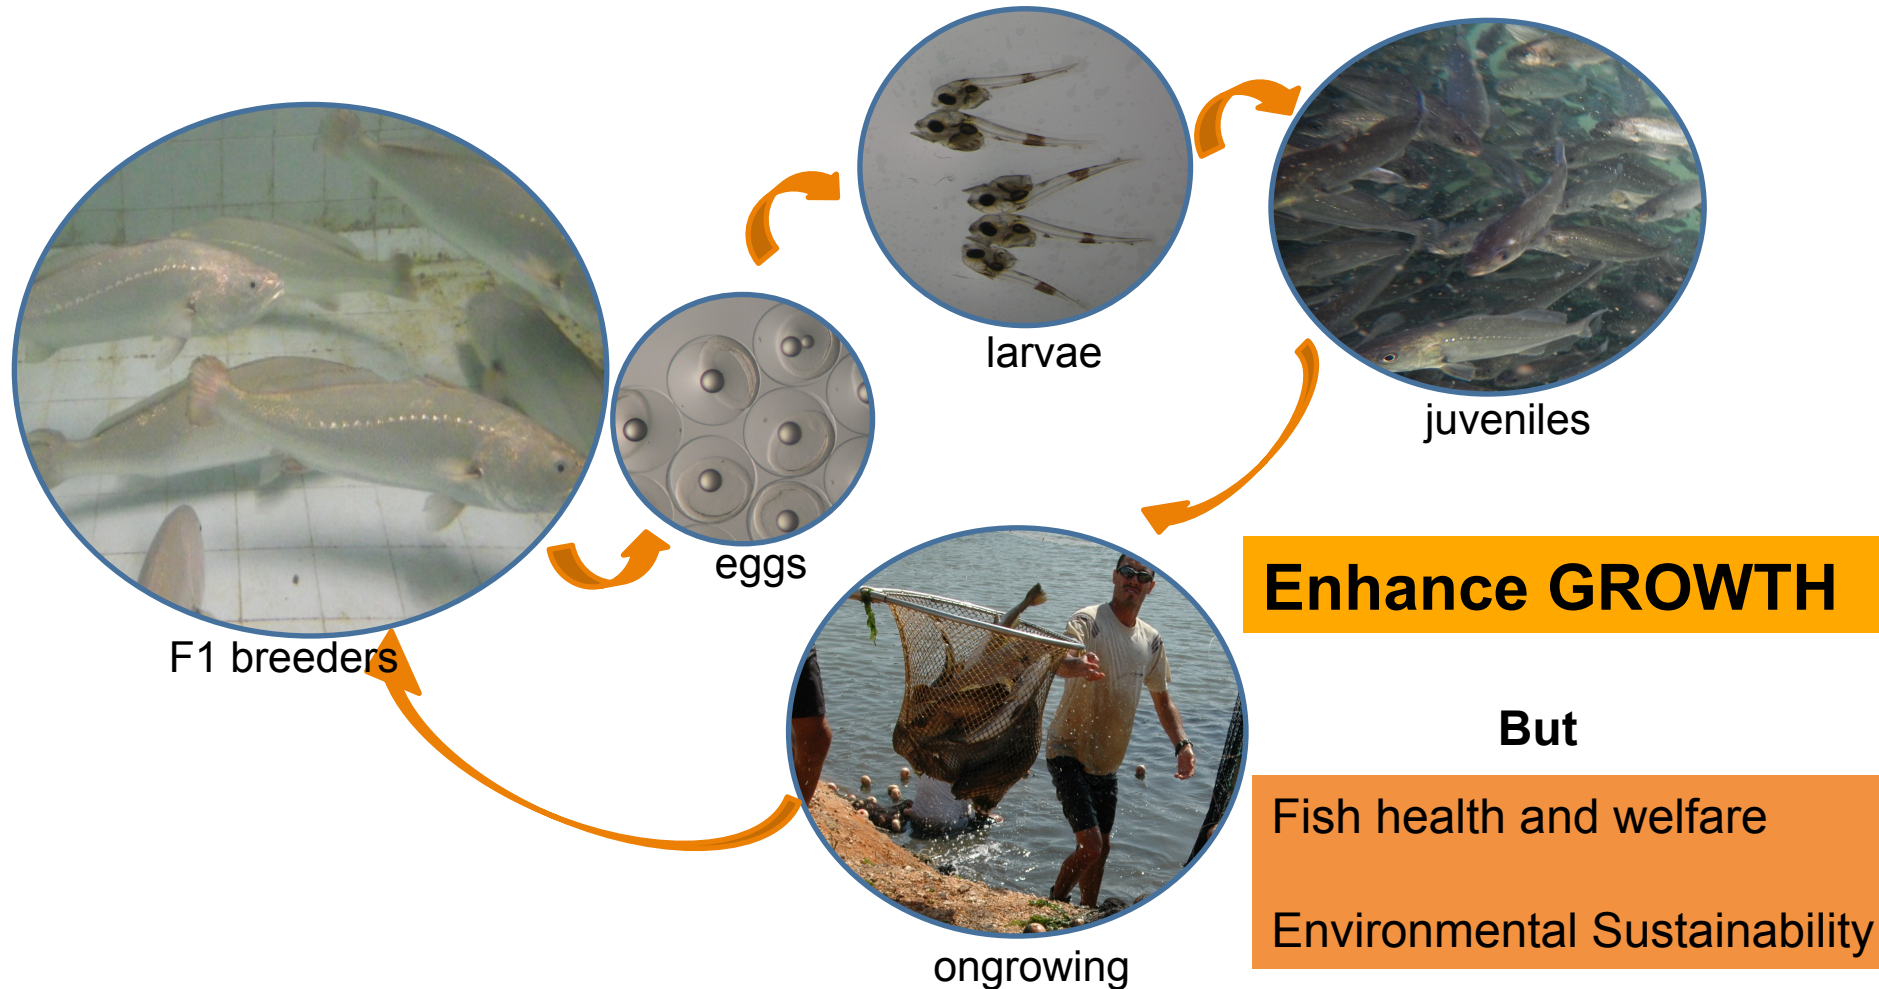 larvae
juveniles
eggs
F1 breeders
ongrowing
Enhance GROWTH
But
Fish health and welfare
Environmental Sustainability